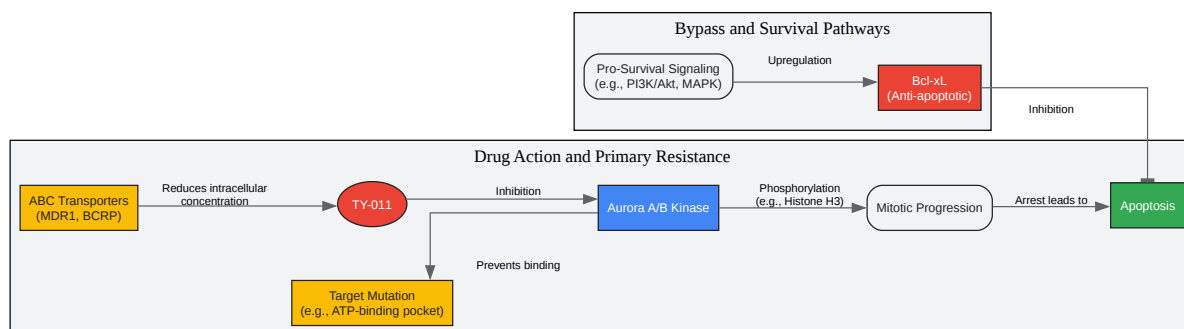 Bypass and Survival Pathways
Pro-Survival Signaling
(e.g., PI3K/Akt, MAPK)
Upregulation
Bcl-xL
(Anti-apoptotic)
Inhibition
Drug Action and Primary Resistance
ABC Transporters
(MDR1, BCRP)
Reduces intracellular
concentration
TY-011
Inhibition
Aurora A/B Kinase
Phosphorylation
(e.g., Histone H3)
Mitotic Progression
Arrest leads to
Apoptosis
Prevents binding
Target Mutation
(e.g., ATP-binding pocket)